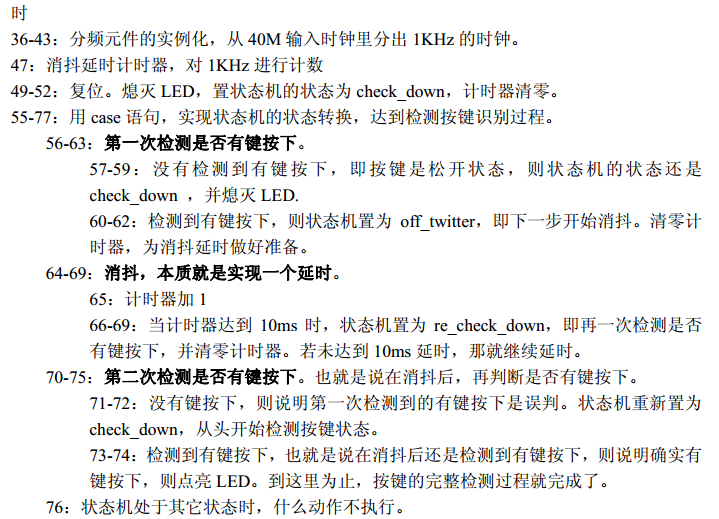 时
36-43：分频元件的实例化，从 40M 输入时钟里分出 1KHz 的时钟。
47：消抖延时计时器，对 1KHz 进行计数
49-52：复位。熄灭 LED，置状态机的状态为 check_down，计时器清零。
55-77：用 case 语句，实现状态机的状态转换，达到检测按键识别过程。
56-63：第一次检测是否有键按下。
57-59：没有检测到有键按下，即按键是松开状态，则状态机的状态还是
check_down ，并熄灭 LED.
60-62：检测到有键按下，则状态机置为 off_twitter，即下一步开始消抖。清零计
时器，为消抖延时做好准备。
64-69：消抖，本质就是实现一个延时。
65：计时器加 1
66-69：当计时器达到 10ms 时，状态机置为 re_check_down，即再一次检测是否
有键按下，并清零计时器。若未达到 10ms 延时，那就继续延时。
70-75：第二次检测是否有键按下。也就是说在消抖后，再判断是否有键按下。
71-72：没有键按下，则说明第一次检测到的有键按下是误判。状态机重新置为
check_down，从头开始检测按键状态。
73-74：检测到有键按下，也就是说在消抖后还是检测到有键按下，则说明确实有
键按下，则点亮 LED。到这里为止，按键的完整检测过程就完成了。
76：状态机处于其它状态时，什么动作不执行。